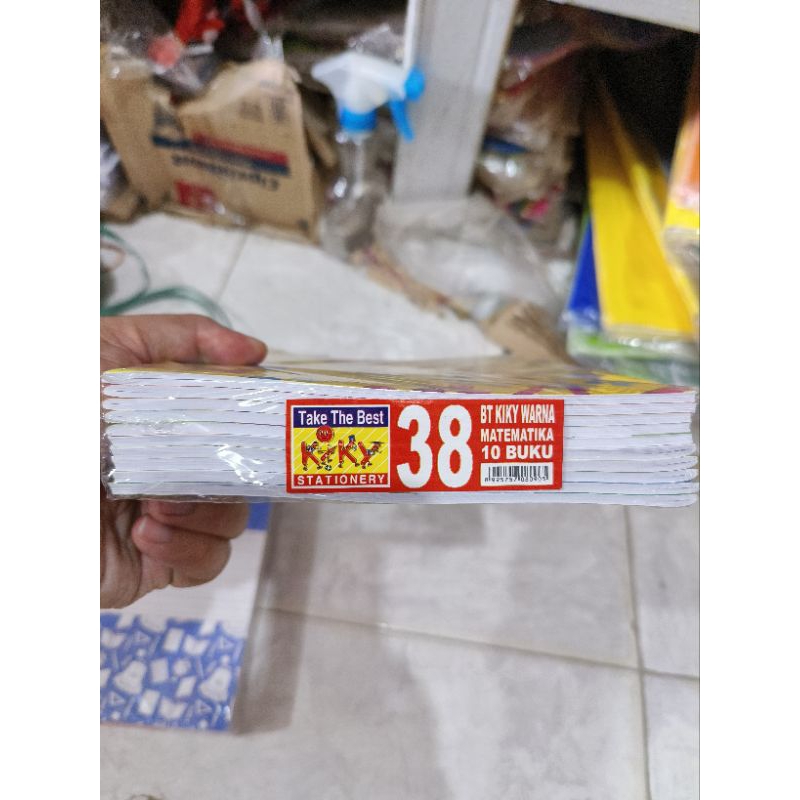 Take The Best
KiKy
STATIONERY
38
BT KIKY WARNA
MATEMATIKA
10 BUKU